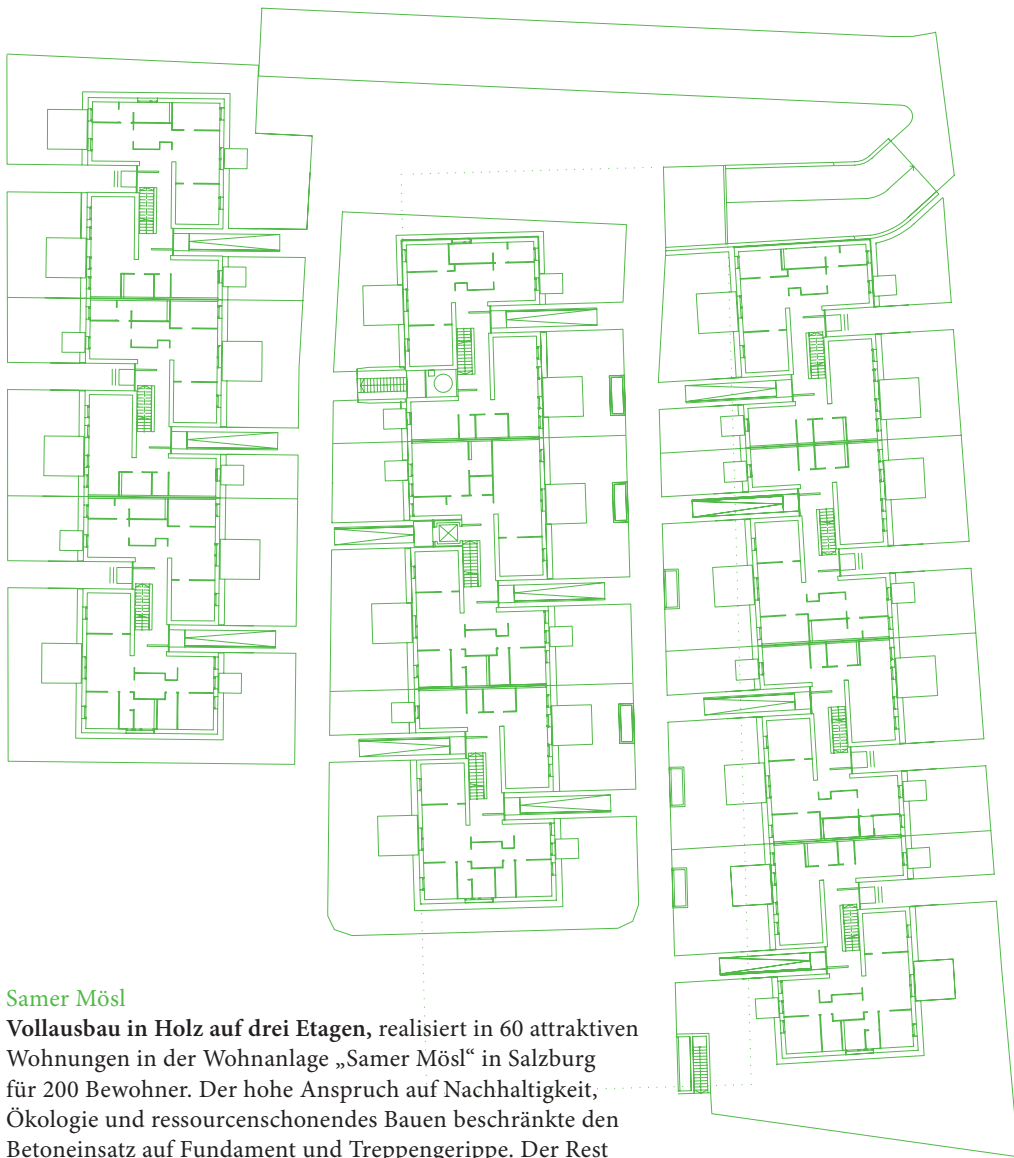 Samer Mösl
Vollausbau in Holz auf drei Etagen, realisiert in 60 attraktiven
Wohnungen in der Wohnanlage „Samer Mösl“ in Salzburg
für 200 Bewohner. Der hohe Anspruch auf Nachhaltigkeit,
Ökologie und ressourcenschonendes Bauen beschränkte den
Betoneinsatz auf Fundament und Treppengerippe. Der Rest